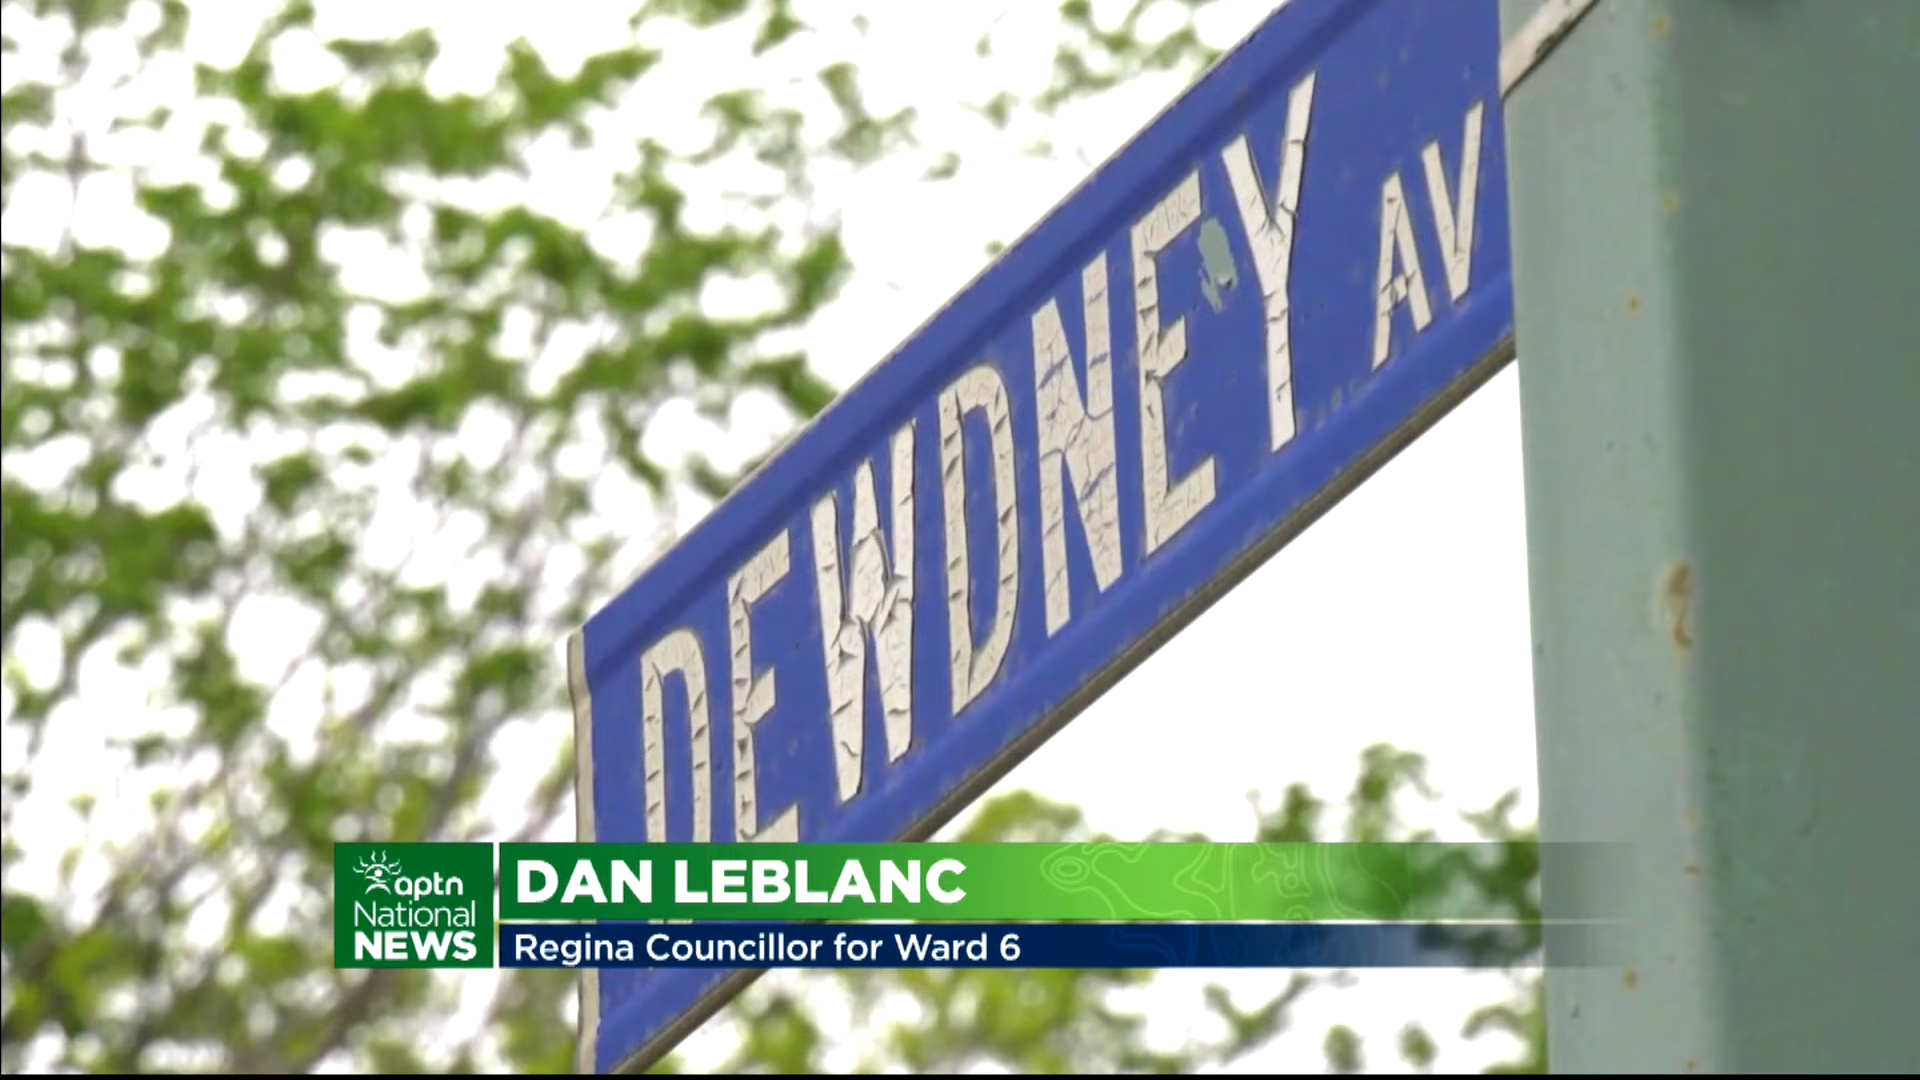 DEWDNEY AV
aptn
National
NEWS
DAN LEBLANC
Regina Councillor for Ward 6